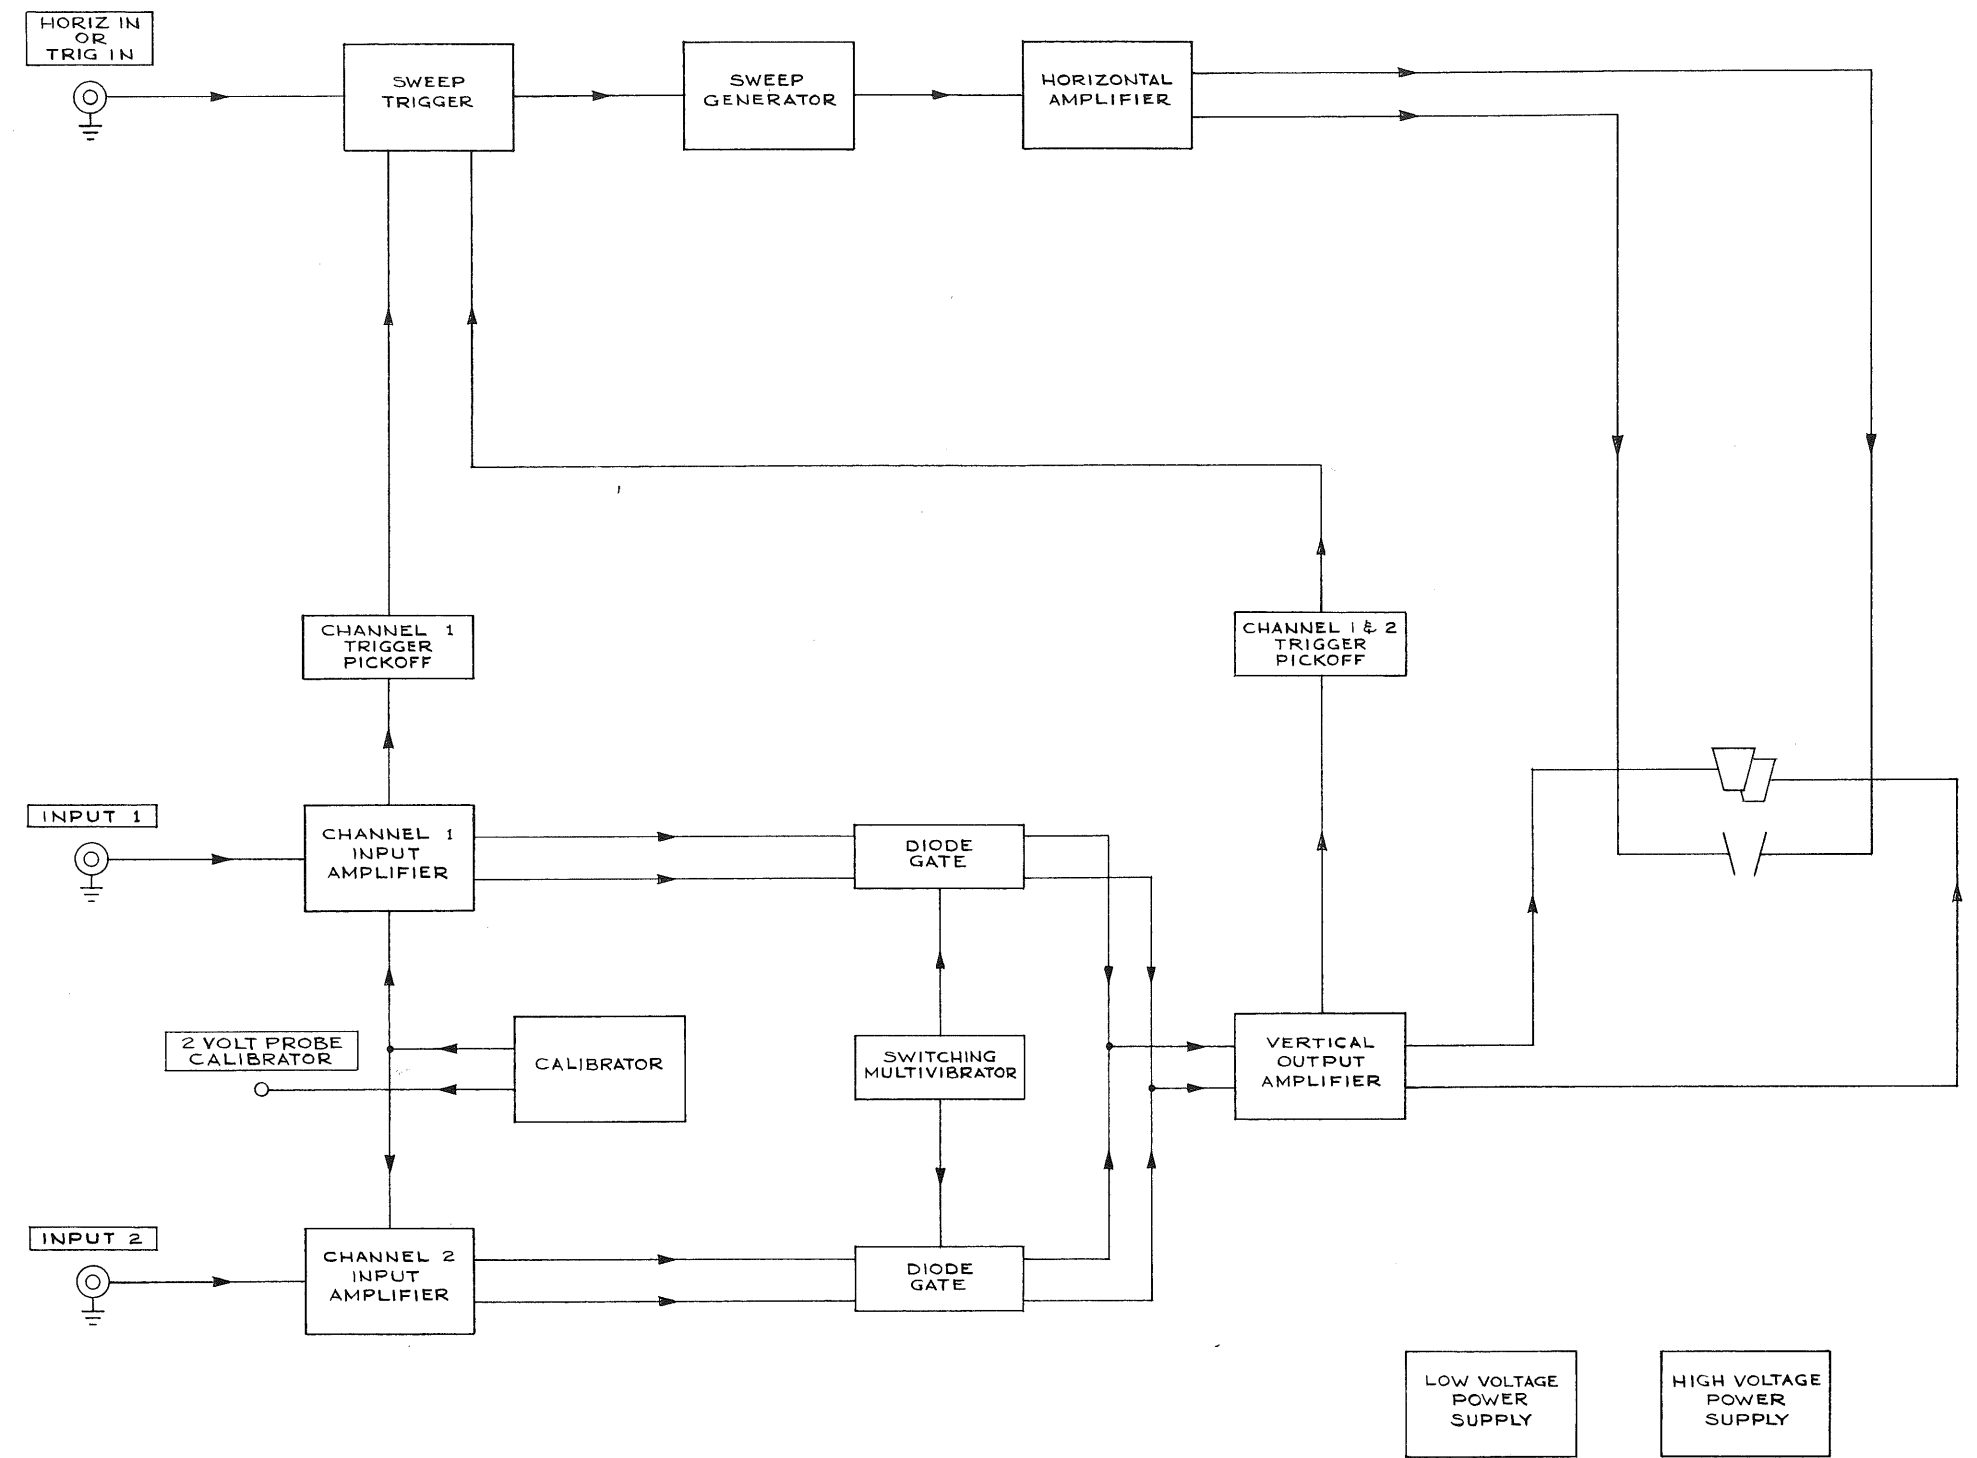 HORIZ IN
OR
TRIG IN
SWEEP
TRIGGER
SWEEP
GENERATOR
HORIZONTAL
AMPLIFIER
CHANNEL 1
TRIGGER
PICKOFF
CHANNEL 1 & 2
TRIGGER
PICKOFF
INPUT 1
CHANNEL 1
INPUT
AMPLIFIER
DIODE
GATE
2 VOLT PROBE
CALIBRATOR
CALIBRATOR
SWITCHING
MULTIVIBRATOR
VERTICAL
OUTPUT
AMPLIFIER
INPUT 2
CHANNEL 2
INPUT
AMPLIFIER
DIODE
GATE
LOW VOLTAGE
POWER
SUPPLY
HIGH VOLTAGE
POWER
SUPPLY